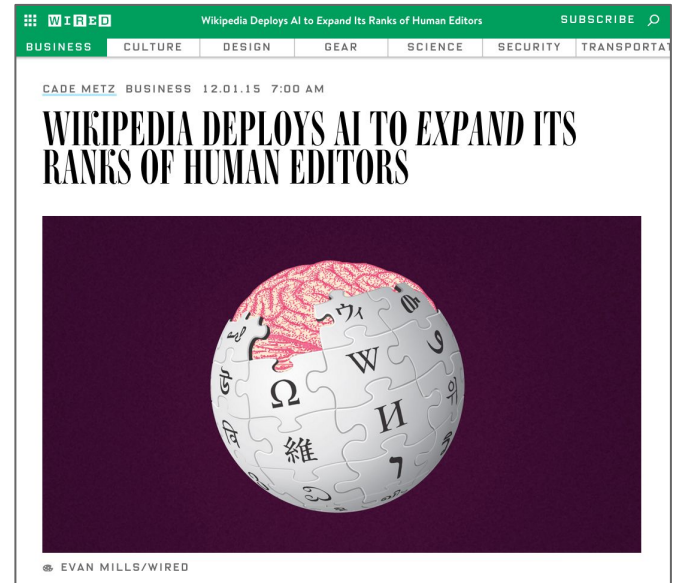 WIRED
Wikipedia Deploys AI to Expand Its Ranks of Human Editors
SUBSCRIBE
BUSINESS CULTURE DESIGN GEAR SCIENCE SECURITY TRANSPORTAT
CADE METZ BUSINESS 12.01.15 7:00 AM
WIKIPEDIA DEPLOYS AI TO EXPAND ITS
RANKS OF HUMAN EDITORS
ウィ
Ω W И
維
위
7
EVAN MILLS/WIRED